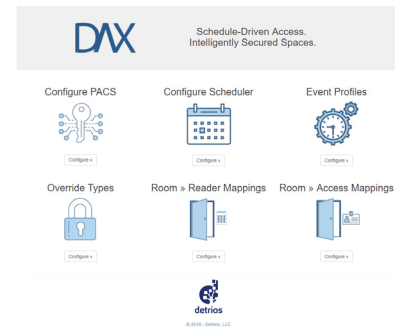 DAX
Schedule-Driven Access.
Intelligently Secured Spaces.
Configure PACS
Configure Scheduler
Event Profiles
Configure »
Configure »
Configure »
Override Types
Room » Reader Mappings
Room » Access Mappings
Configure »
Configure »
Configure »
detrios
© 2016 - Detrios, LLC